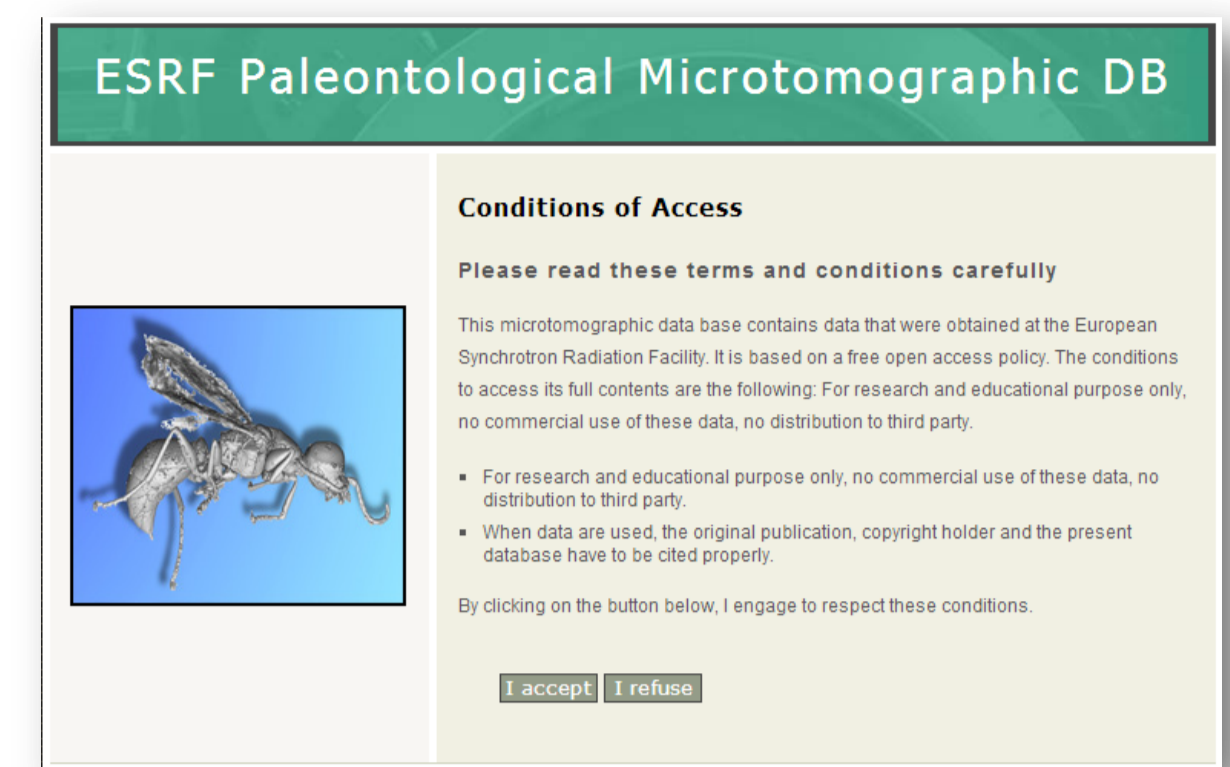 ESRF Paleontological Microtomographic DB
Conditions of Access
Please read these terms and conditions carefully
This microtomographic data base contains data that were obtained at the European
Synchrotron Radiation Facility. It is based on a free open access policy. The conditions
to access its full contents are the following: For research and educational purpose only,
no commercial use of these data, no distribution to third party.
▪ For research and educational purpose only, no commercial use of these data, no
distribution to third party.
▪ When data are used, the original publication, copyright holder and the present
database have to be cited properly.
By clicking on the button below, I engage to respect these conditions.
I accept I refuse